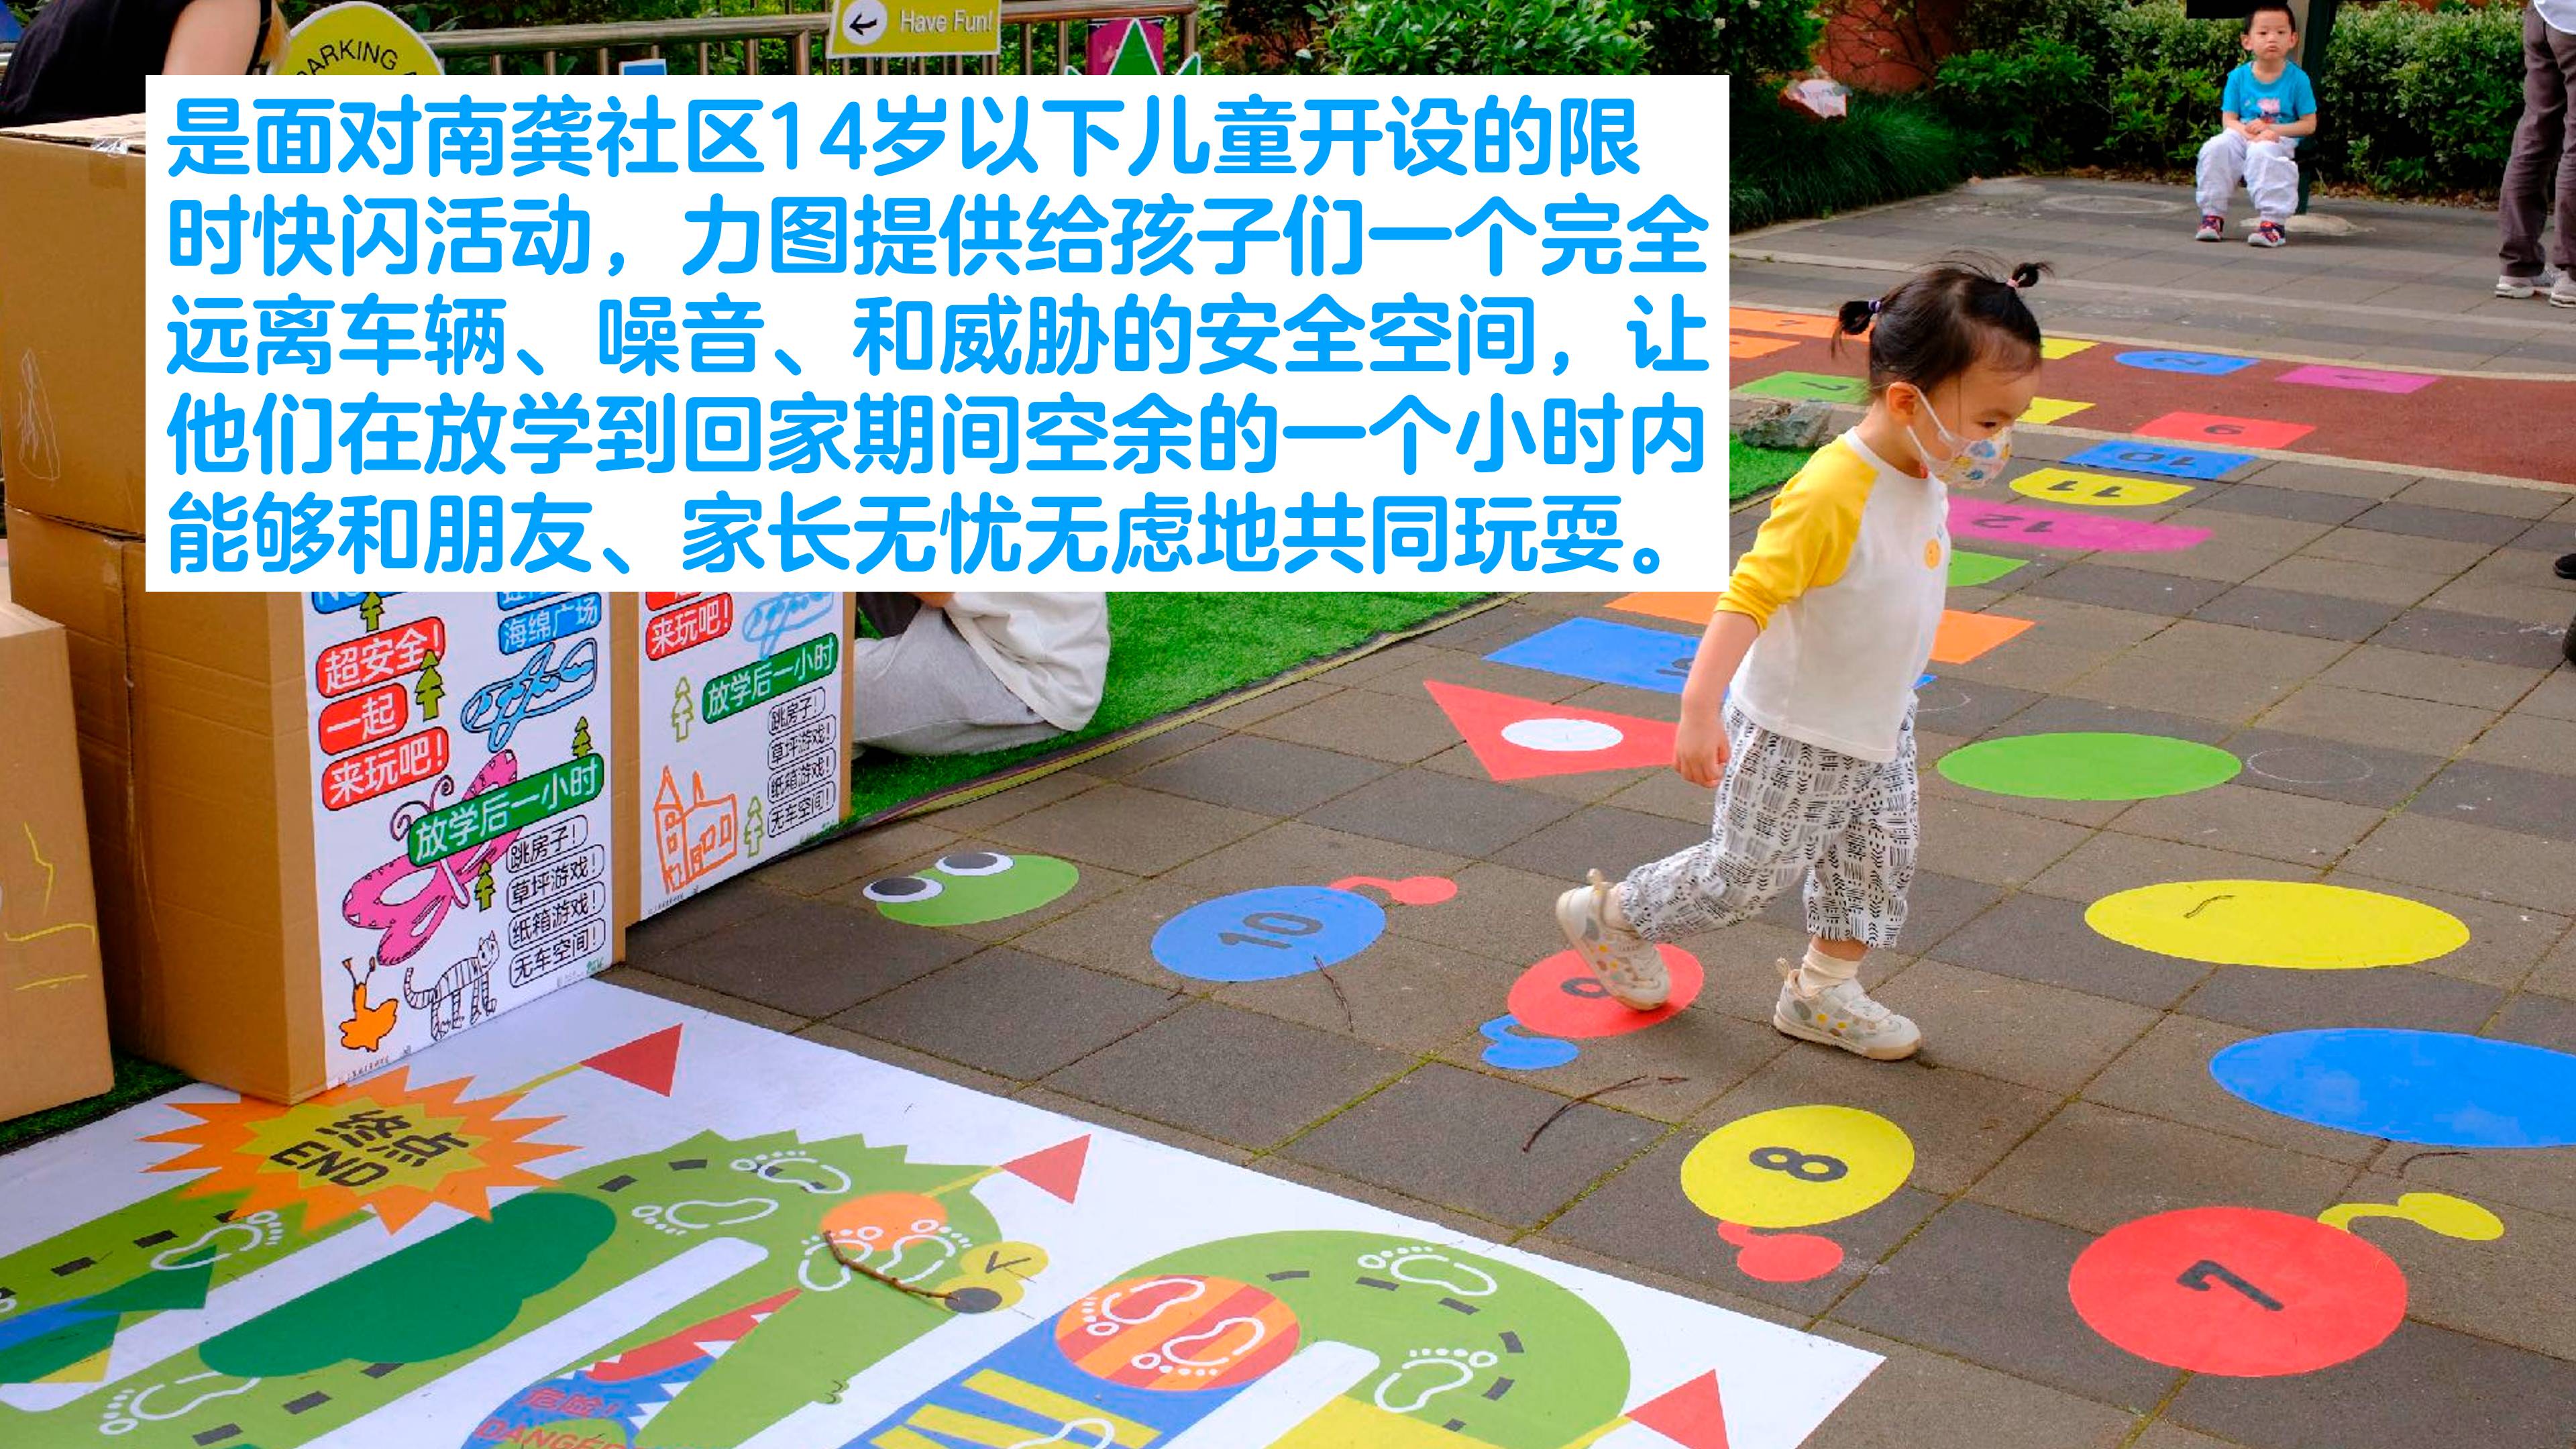 Have Fun!
PARKING
是面对南龚社区14岁以下儿童开设的限
时快闪活动，力图提供给孩子们一个完全
远离车辆、噪音、和威胁的安全空间，让
他们在放学到回家期间空余的一个小时内
能够和朋友、家长无忧无虑地共同玩耍。
海绵广场
超安全！
一起
来玩吧！
放学后一小时
跳房子！
草坪游戏！
纸箱游戏！
无车空间！
来玩吧！
放学后一小时
跳房子！
草坪游戏！
纸箱游戏！
无车空间！
9
10
11
12
10
9
8
7
终点
END
危险！
DANGER